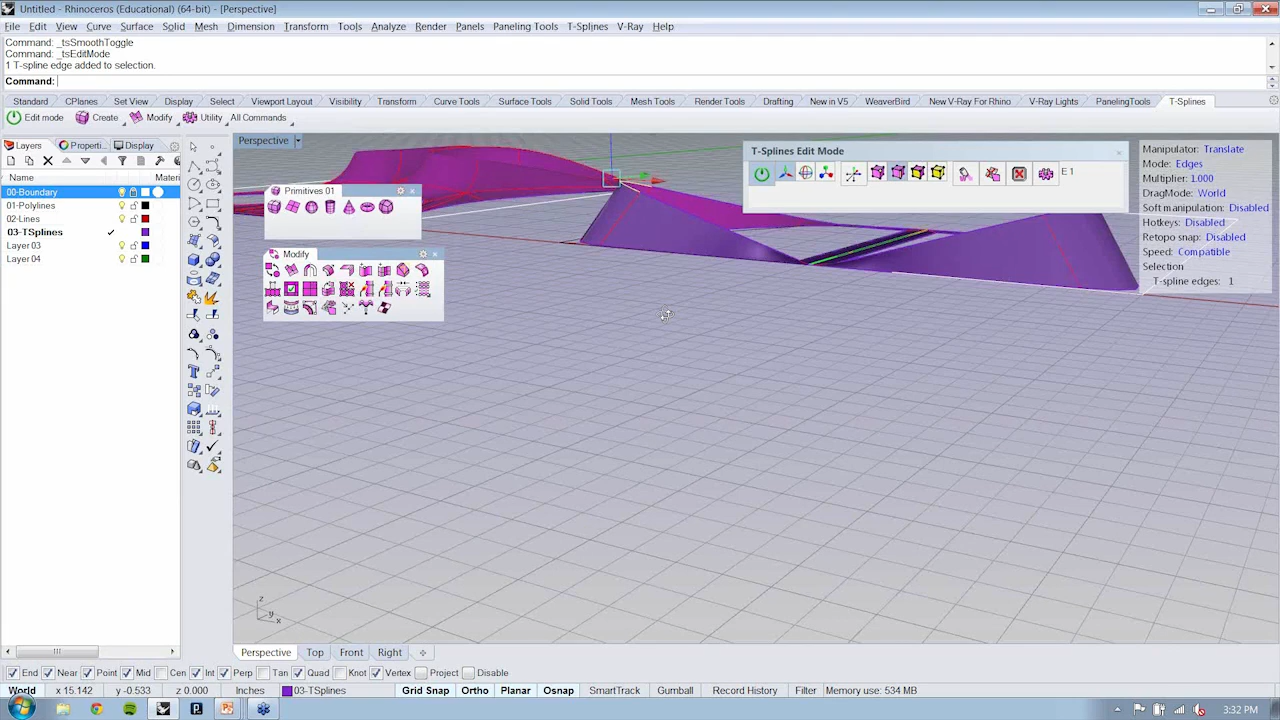 Untitled - Rhinoceros (Educational) (64-bit) - [Perspective]
File Edit View Curve Surface Solid Mesh Dimension Transform Tools Analyze Render Panels Paneling Tools T-Splines V-Ray Help
Command: _tsSmoothToggle
Command: _tsEditMode
1 T-spline edge added to selection.
Command:
Standard CPlanes Set View Display Select Viewport Layout Visibility Transform Curve Tools Surface Tools Solid Tools Mesh Tools Render Tools Drafting New in V5 WeaverBird New V-Ray For Rhino V-Ray Lights PanelingTools T-Splines
Edit mode Create Modify Utility All Commands
Layers Properti... Display
Name Materi
00-Boundary
01-Polylines
02-Lines
03-TSplines
Layer 03
Layer 04
Perspective
Primitives 01
Modify
T-Splines Edit Mode
E 1
Manipulator: Translate
Mode: Edges
Multiplier: 1.000
DragMode: World
Soft manipulation: Disabled
Hotkeys: Disabled
Retopo snap: Disabled
Speed: Compatible
Selection
T-spline edges: 1
z
y
x
Perspective Top Front Right
End Near Point Mid Cen Int Perp Tan Quad Knot Vertex Project Disable
World x 15.142 y -0.533 z 0.000 Inches 03-TSplines Grid Snap Ortho Planar Osnap SmartTrack Gumball Record History Filter Memory use: 534 MB
3:32 PM